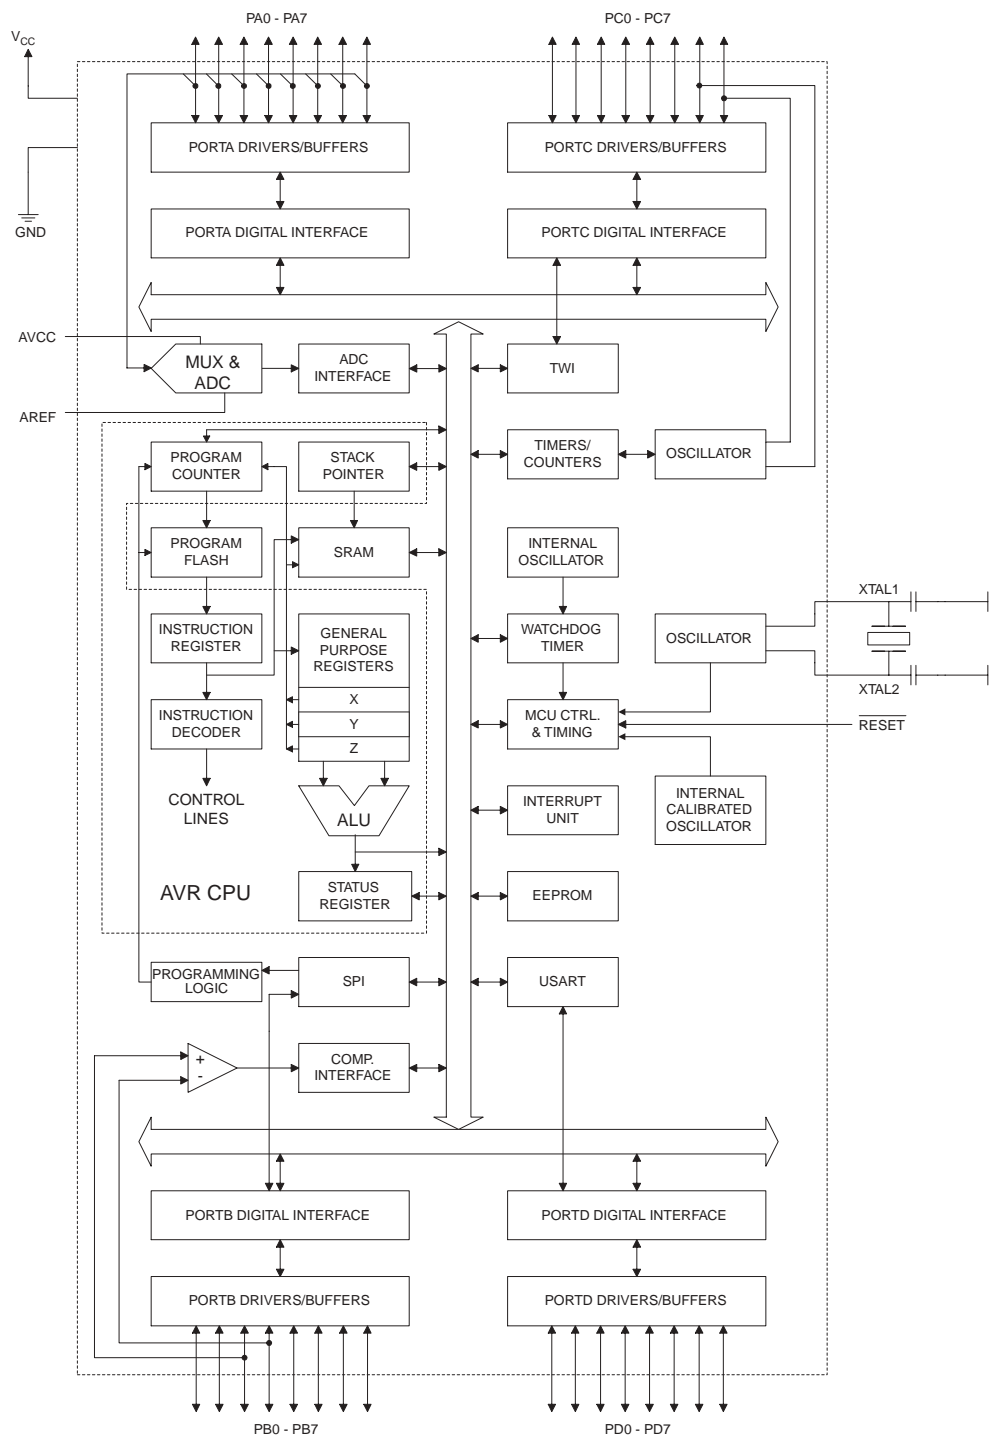 PA0 - PA7
PC0 - PC7
VCC
PORTA DRIVERS/BUFFERS
PORTC DRIVERS/BUFFERS
GND
PORTA DIGITAL INTERFACE
PORTC DIGITAL INTERFACE
AVCC
MUX &
ADC
ADC
INTERFACE
TWI
AREF
PROGRAM
COUNTER
STACK
POINTER
TIMERS/
COUNTERS
OSCILLATOR
PROGRAM
FLASH
SRAM
INTERNAL
OSCILLATOR
XTAL1
INSTRUCTION
REGISTER
GENERAL
PURPOSE
REGISTERS
WATCHDOG
TIMER
OSCILLATOR
XTAL2
X
INSTRUCTION
DECODER
Y
Z
MCU CTRL.
& TIMING
RESET
CONTROL
LINES
ALU
INTERRUPT
UNIT
INTERNAL
CALIBRATED
OSCILLATOR
AVR CPU
STATUS
REGISTER
EEPROM
PROGRAMMING
LOGIC
SPI
USART
+
-
COMP.
INTERFACE
PORTB DIGITAL INTERFACE
PORTD DIGITAL INTERFACE
PORTB DRIVERS/BUFFERS
PORTD DRIVERS/BUFFERS
PB0 - PB7
PD0 - PD7